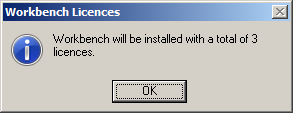 Workbench Licences
Workbench will be installed with a total of 3
licences.
OK